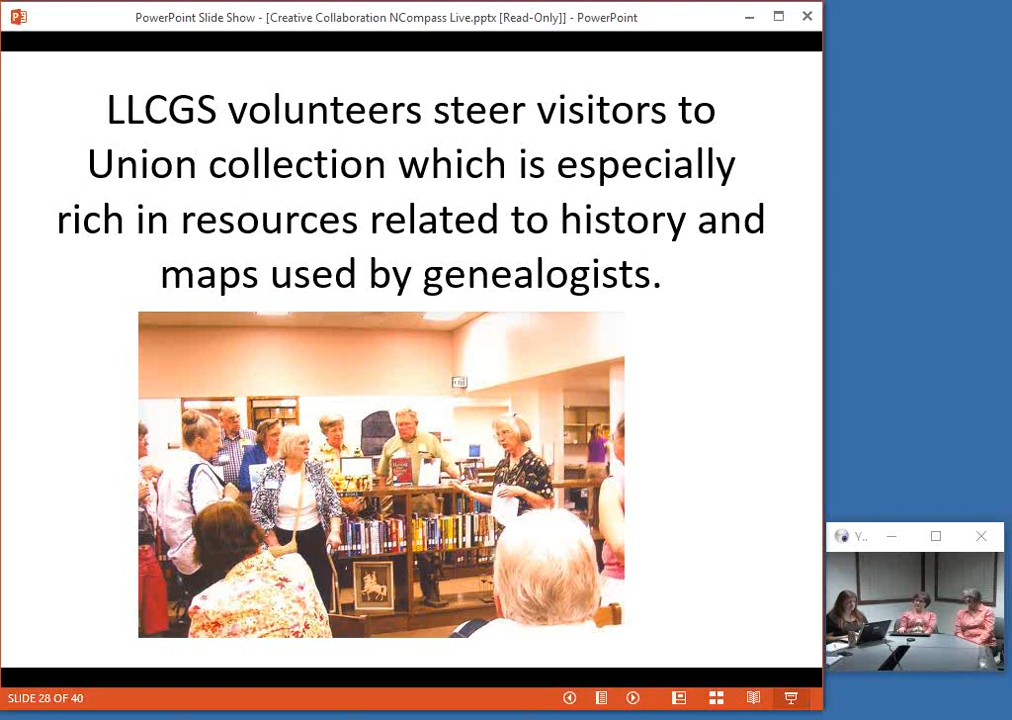 PowerPoint Slide Show - [Creative Collaboration NCompass Live.pptx [Read-Only]] - PowerPoint
LLCGS volunteers steer visitors to
Union collection which is especially
rich in resources related to history and
maps used by genealogists.
Y..
SLIDE 28 OF 40